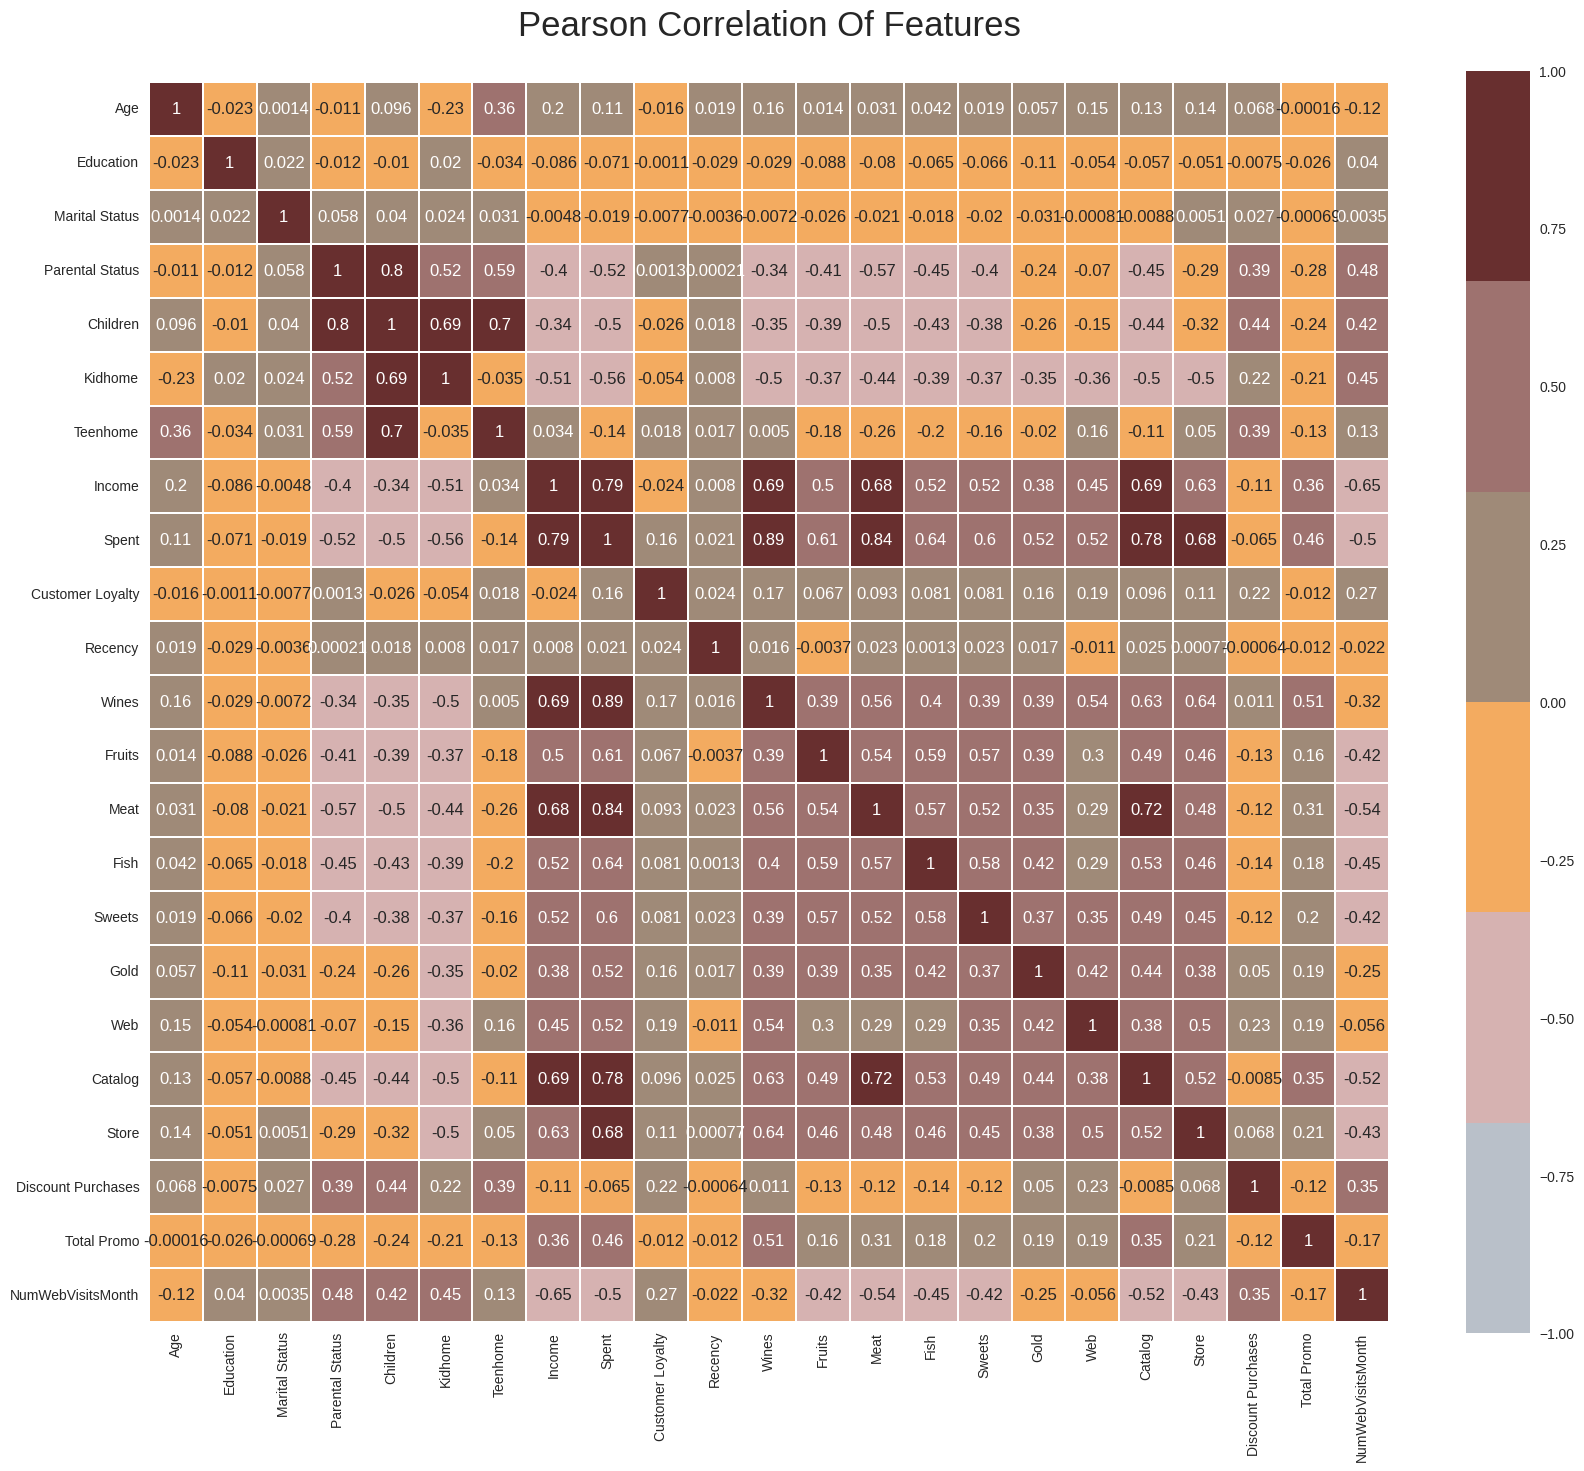 Pearson Correlation Of Features
Age 1 -0.023 0.0014 -0.011 0.096 -0.23 0.36 0.2 0.11 -0.016 0.019 0.16 0.014 0.031 0.042 0.019 0.057 0.15 0.13 0.14 0.068 -0.00016 -0.12
Education -0.023 1 0.022 -0.012 -0.01 0.02 -0.034 -0.086 -0.071 -0.0011 -0.029 -0.029 -0.088 -0.08 -0.065 -0.066 -0.11 -0.054 -0.057 -0.051 -0.0075 -0.026 0.04
Marital Status 0.0014 0.022 1 0.058 0.04 0.024 0.031 -0.0048 -0.019 -0.0077 -0.0036 -0.0072 -0.026 -0.021 -0.018 -0.02 -0.031 -0.00081 -0.0088 0.0051 0.027 -0.00069 0.0035
Parental Status -0.011 -0.012 0.058 1 0.8 0.52 0.59 -0.4 -0.52 0.0013 0.00021 -0.34 -0.41 -0.57 -0.45 -0.4 -0.24 -0.07 -0.45 -0.29 0.39 -0.28 0.48
Children 0.096 -0.01 0.04 0.8 1 0.69 0.7 -0.34 -0.5 -0.026 0.018 -0.35 -0.39 -0.5 -0.43 -0.38 -0.26 -0.15 -0.44 -0.32 0.44 -0.24 0.42
Kidhome -0.23 0.02 0.024 0.52 0.69 1 -0.035 -0.51 -0.56 -0.054 0.008 -0.5 -0.37 -0.44 -0.39 -0.37 -0.35 -0.36 -0.5 -0.5 0.22 -0.21 0.45
Teenhome 0.36 -0.034 0.031 0.59 0.7 -0.035 1 0.034 -0.14 0.018 0.017 0.005 -0.18 -0.26 -0.2 -0.16 -0.02 0.16 -0.11 0.05 0.39 -0.13 0.13
Income 0.2 -0.086 -0.0048 -0.4 -0.34 -0.51 0.034 1 0.79 -0.024 0.008 0.69 0.5 0.68 0.52 0.52 0.38 0.45 0.69 0.63 -0.11 0.36 -0.65
Spent 0.11 -0.071 -0.019 -0.52 -0.5 -0.56 -0.14 0.79 1 0.16 0.021 0.89 0.61 0.84 0.64 0.6 0.52 0.52 0.78 0.68 -0.065 0.46 -0.5
Customer Loyalty -0.016 -0.0011 -0.0077 0.0013 -0.026 -0.054 0.018 -0.024 0.16 1 0.024 0.17 0.067 0.093 0.081 0.081 0.16 0.19 0.096 0.11 0.22 -0.012 0.27
Recency 0.019 -0.029 -0.0036 0.00021 0.018 0.008 0.017 0.008 0.021 0.024 1 0.016 -0.0037 0.023 0.0013 0.023 0.017 -0.011 0.025 0.00077 -0.00064 -0.012 -0.022
Wines 0.16 -0.029 -0.0072 -0.34 -0.35 -0.5 0.005 0.69 0.89 0.17 0.016 1 0.39 0.56 0.4 0.39 0.39 0.54 0.63 0.64 0.011 0.51 -0.32
Fruits 0.014 -0.088 -0.026 -0.41 -0.39 -0.37 -0.18 0.5 0.61 0.067 -0.0037 0.39 1 0.54 0.59 0.57 0.39 0.3 0.49 0.46 -0.13 0.16 -0.42
Meat 0.031 -0.08 -0.021 -0.57 -0.5 -0.44 -0.26 0.68 0.84 0.093 0.023 0.56 0.54 1 0.57 0.52 0.35 0.29 0.72 0.48 -0.12 0.31 -0.54
Fish 0.042 -0.065 -0.018 -0.45 -0.43 -0.39 -0.2 0.52 0.64 0.081 0.0013 0.4 0.59 0.57 1 0.58 0.42 0.29 0.53 0.46 -0.14 0.18 -0.45
Sweets 0.019 -0.066 -0.02 -0.4 -0.38 -0.37 -0.16 0.52 0.6 0.081 0.023 0.39 0.57 0.52 0.58 1 0.37 0.35 0.49 0.45 -0.12 0.2 -0.42
Gold 0.057 -0.11 -0.031 -0.24 -0.26 -0.35 -0.02 0.38 0.52 0.16 0.017 0.39 0.39 0.35 0.42 0.37 1 0.42 0.44 0.38 0.05 0.19 -0.25
Web 0.15 -0.054 -0.00081 -0.07 -0.15 -0.36 0.16 0.45 0.52 0.19 -0.011 0.54 0.3 0.29 0.29 0.35 0.42 1 0.38 0.5 0.23 0.19 -0.056
Catalog 0.13 -0.057 -0.0088 -0.45 -0.44 -0.5 -0.11 0.69 0.78 0.096 0.025 0.63 0.49 0.72 0.53 0.49 0.44 0.38 1 0.52 -0.0085 0.35 -0.52
Store 0.14 -0.051 0.0051 -0.29 -0.32 -0.5 0.05 0.63 0.68 0.11 0.00077 0.64 0.46 0.48 0.46 0.45 0.38 0.5 0.52 1 0.068 0.21 -0.43
Discount Purchases 0.068 -0.0075 0.027 0.39 0.44 0.22 0.39 -0.11 -0.065 0.22 -0.00064 0.011 -0.13 -0.12 -0.14 -0.12 0.05 0.23 -0.0085 0.068 1 -0.12 0.35
Total Promo -0.00016 -0.026 -0.00069 -0.28 -0.24 -0.21 -0.13 0.36 0.46 -0.012 -0.012 0.51 0.16 0.31 0.18 0.2 0.19 0.19 0.35 0.21 -0.12 1 -0.17
NumWebVisitsMonth -0.12 0.04 0.0035 0.48 0.42 0.45 0.13 -0.65 -0.5 0.27 -0.022 -0.32 -0.42 -0.54 -0.45 -0.42 -0.25 -0.056 -0.52 -0.43 0.35 -0.17 1
Age
Education
Marital Status
Parental Status
Children
Kidhome
Teenhome
Income
Spent
Customer Loyalty
Recency
Wines
Fruits
Meat
Fish
Sweets
Gold
Web
Catalog
Store
Discount Purchases
Total Promo
NumWebVisitsMonth
1.00
0.75
0.50
0.25
0.00
−0.25
−0.50
−0.75
−1.00